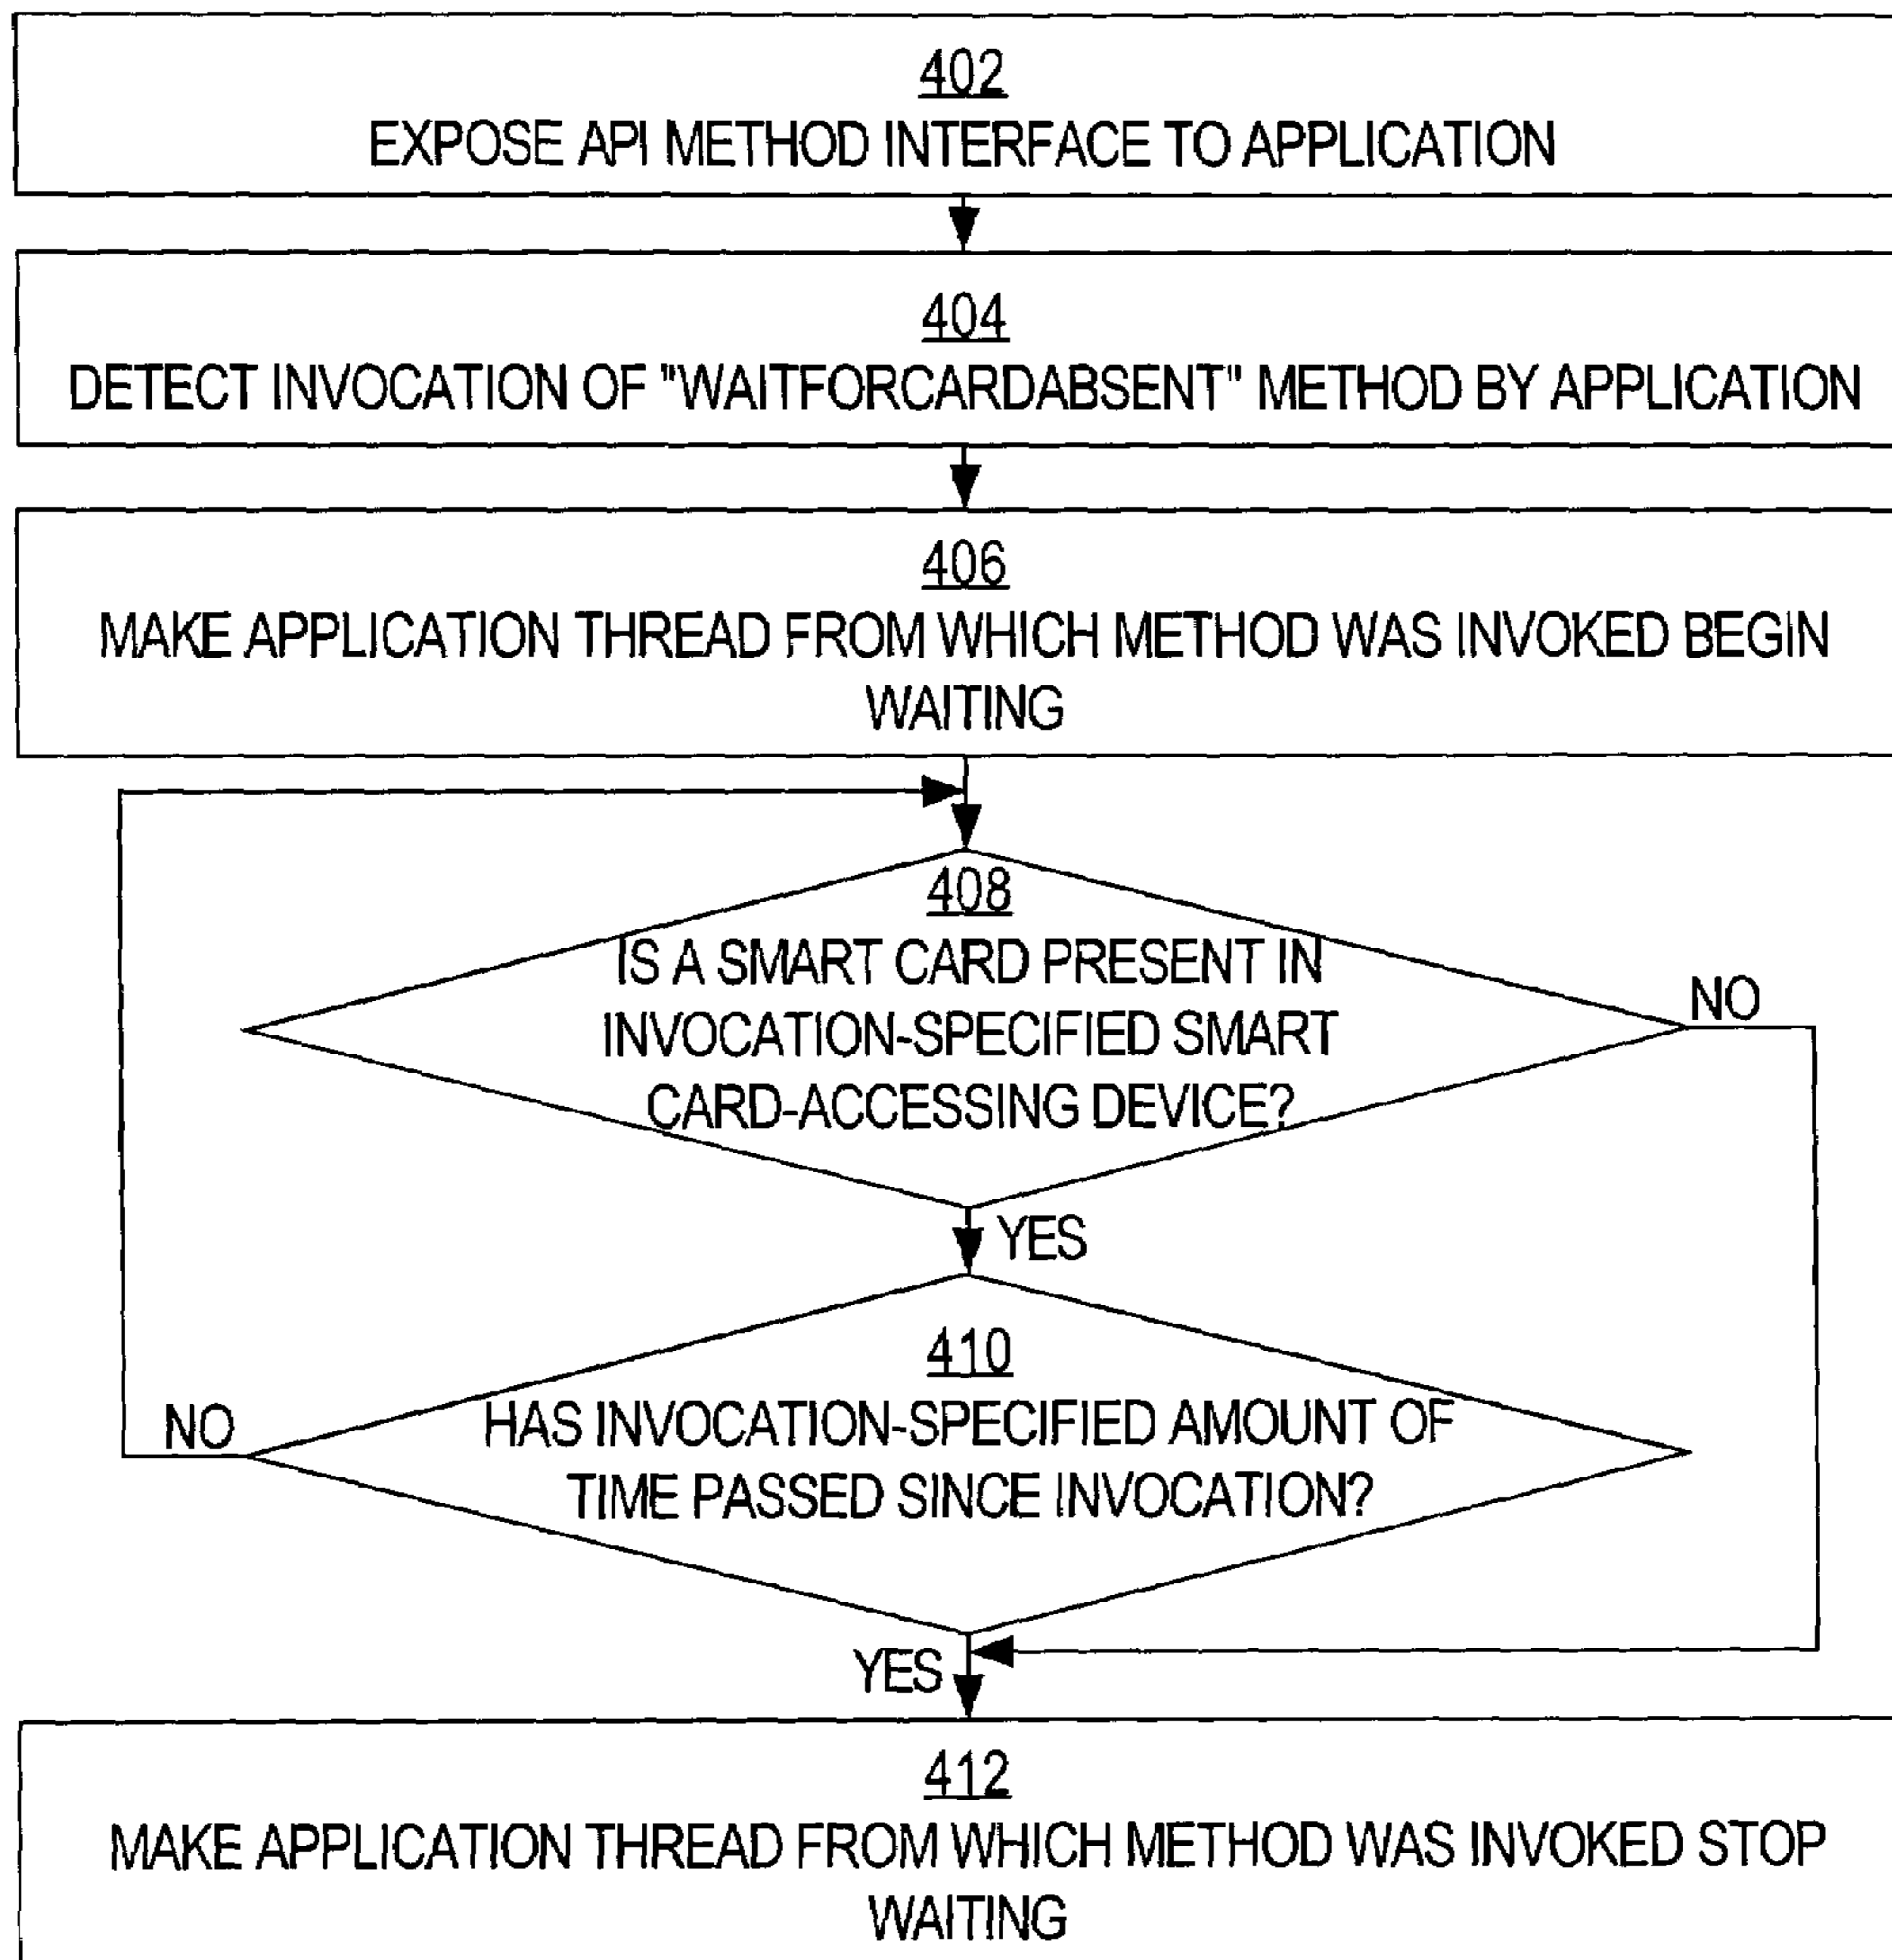 402
EXPOSE API METHOD INTERFACE TO APPLICATION
404
DETECT INVOCATION OF "WAITFORCARDABSENT" METHOD BY APPLICATION
406
MAKE APPLICATION THREAD FROM WHICH METHOD WAS INVOKED BEGIN
WAITING
408
IS A SMART CARD PRESENT IN
INVOCATION-SPECIFIED SMART
CARD-ACCESSING DEVICE?
NO
YES
410
HAS INVOCATION-SPECIFIED AMOUNT OF
TIME PASSED SINCE INVOCATION?
NO
YES
412
MAKE APPLICATION THREAD FROM WHICH METHOD WAS INVOKED STOP
WAITING